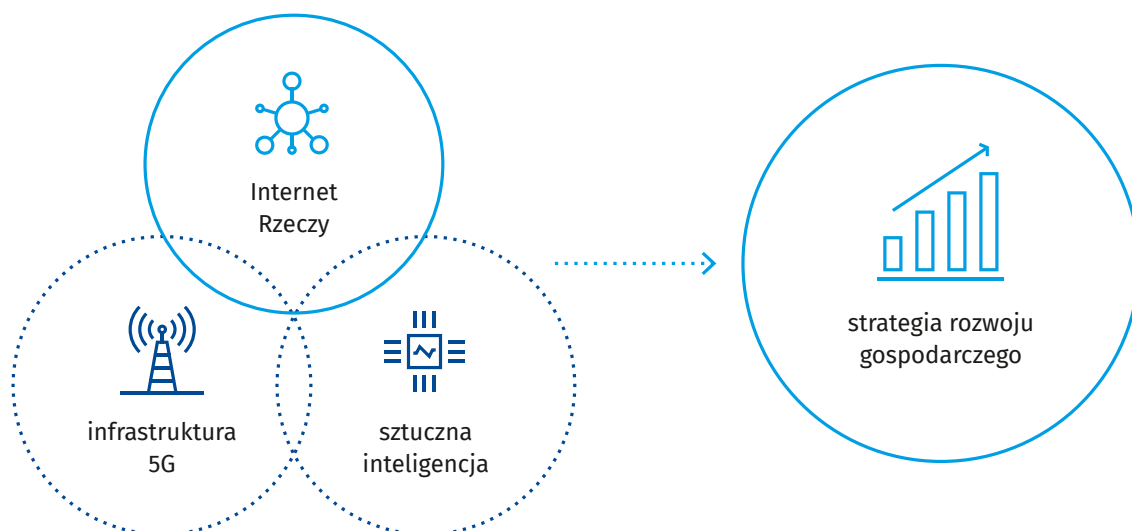 Internet
Rzeczy
infrastruktura
5G
sztuczna
inteligencja
strategia rozwoju
gospodarczego